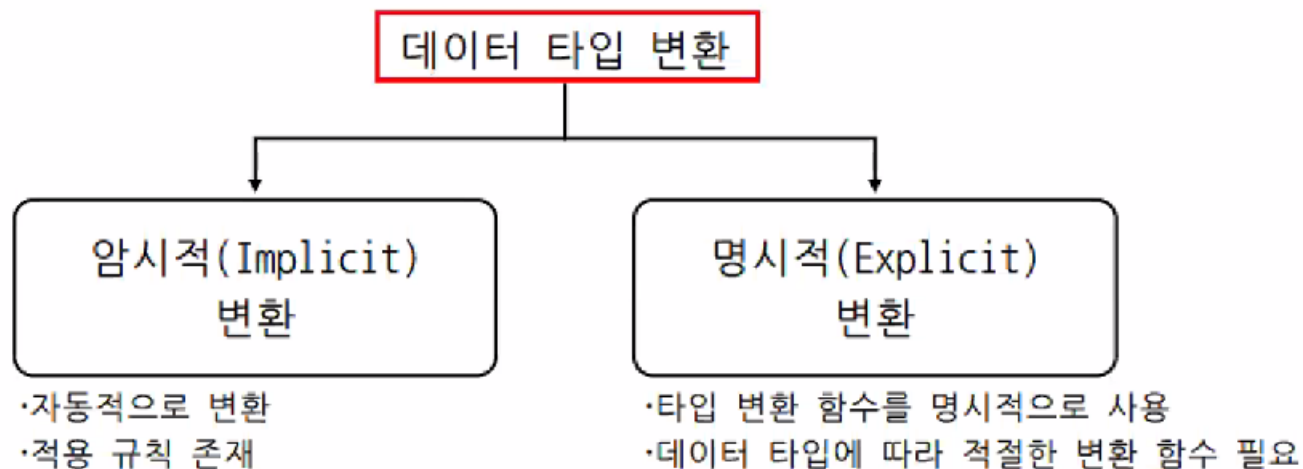 데이터 타입 변환
암시적(Implicit)
변환
명시적(Explicit)
변환
·자동적으로 변환
·적용 규칙 존재
·타입 변환 함수를 명시적으로 사용
·데이터 타입에 따라 적절한 변환 함수 필요